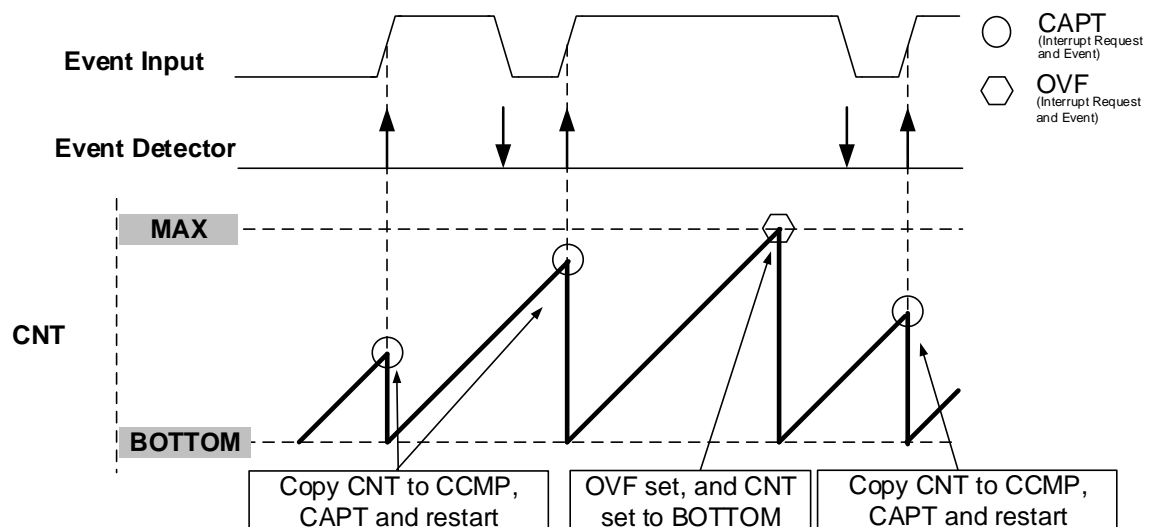 CAPT
(Interrupt Request
and Event)
Event Input
OVF
(Interrupt Request
and Event)
Event Detector
MAX
CNT
BOTTOM
Copy CNT to CCMP,
CAPT and restart
OVF set, and CNT
set to BOTTOM
Copy CNT to CCMP,
CAPT and restart